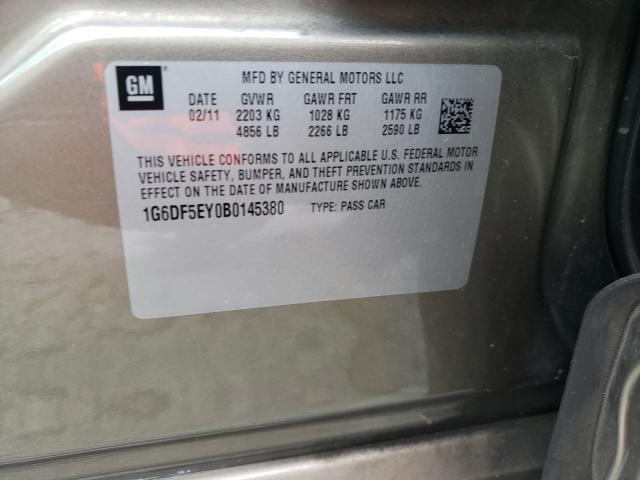 GM
MFD BY GENERAL MOTORS LLC
DATE GVWR GAWR FRT GAWR RR
02/11 2203 KG 1028 KG 1175 KG
4856 LB 2266 LB 2590 LB
THIS VEHICLE CONFORMS TO ALL APPLICABLE U.S. FEDERAL MOTOR
VEHICLE SAFETY, BUMPER, AND THEFT PREVENTION STANDARDS IN
EFFECT ON THE DATE OF MANUFACTURE SHOWN ABOVE.
1G6DF5EY0B0145380 TYPE: PASS CAR